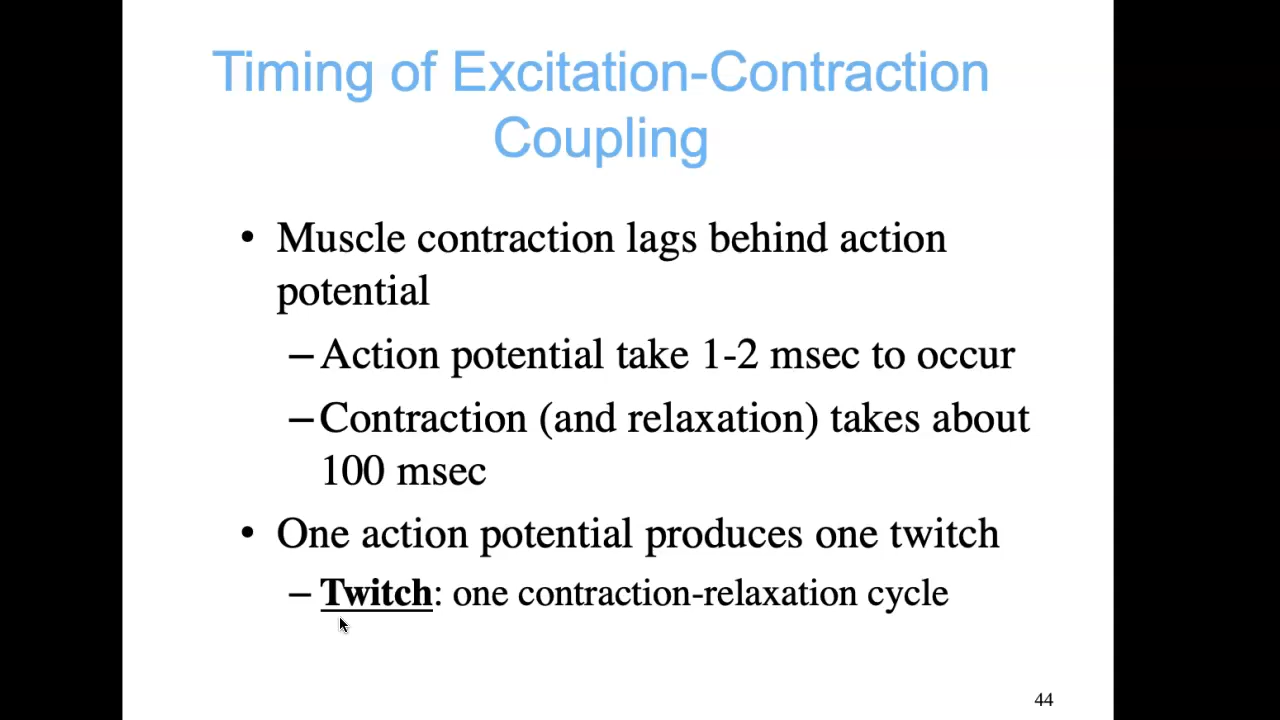 Timing of Excitation-Contraction
Coupling
• Muscle contraction lags behind action
potential
– Action potential take 1-2 msec to occur
– Contraction (and relaxation) takes about
100 msec
• One action potential produces one twitch
– Twitch: one contraction-relaxation cycle
44